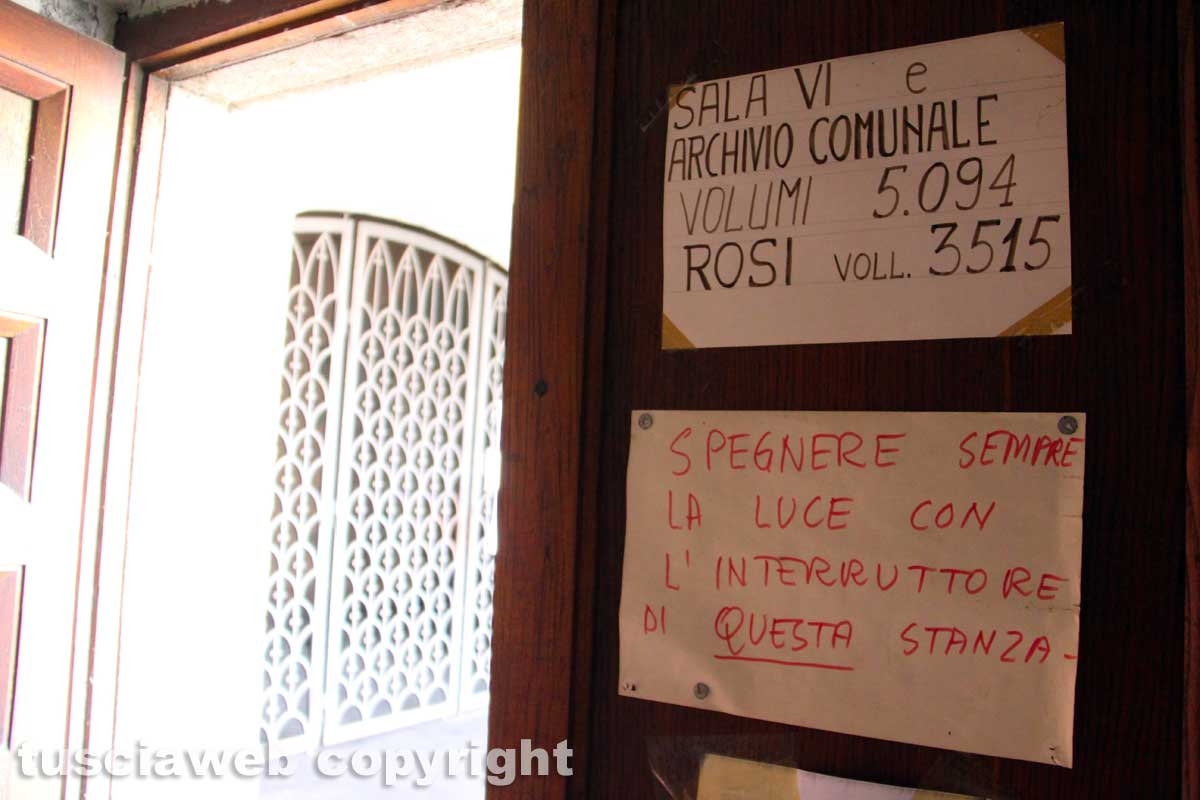 SALA VI e
ARCHIVIO COMUNALE
VOLUMI 5.094
ROSI VOLL. 3515
SPEGNERE SEMPRE
LA LUCE CON
L'INTERRUTTORE
DI QUESTA STANZA-
tusciaweb copyright